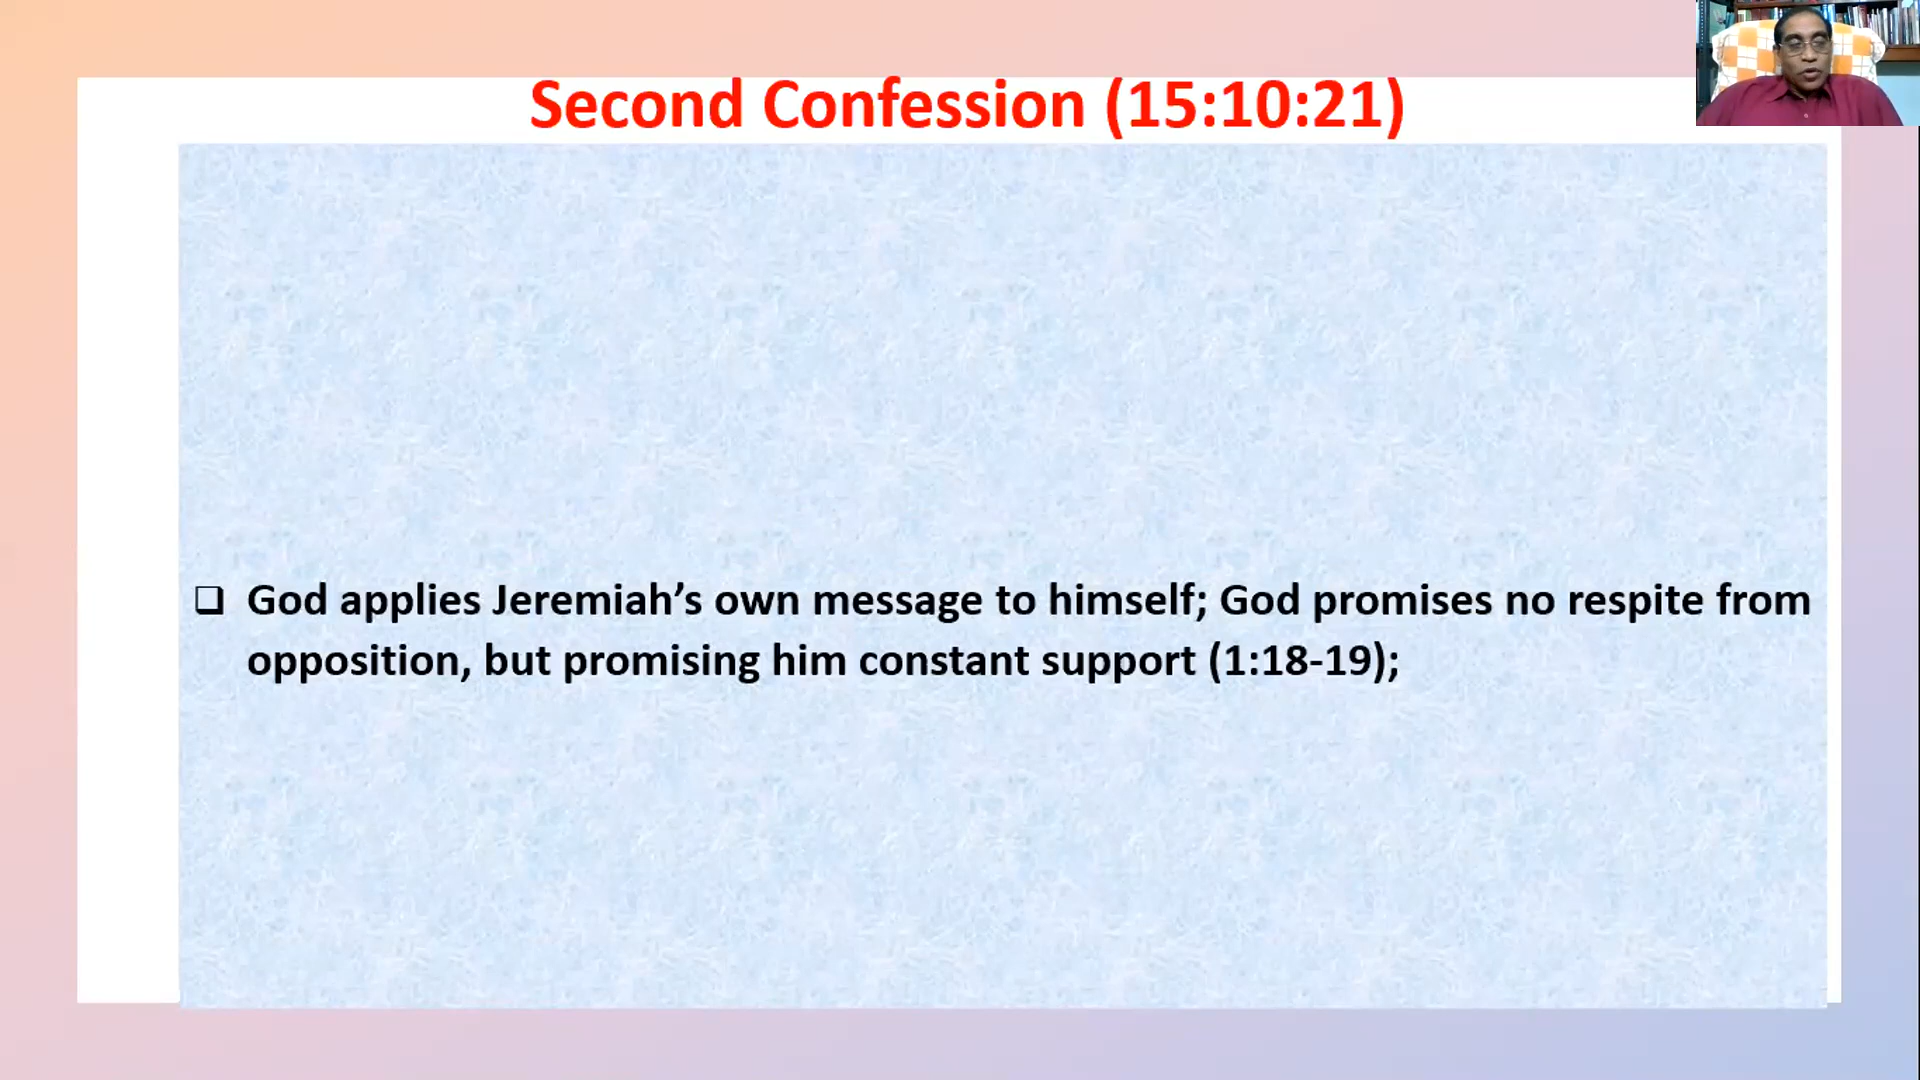 Second Confession (15:10:21)
❑ God applies Jeremiah’s own message to himself; God promises no respite from
opposition, but promising him constant support (1:18-19);